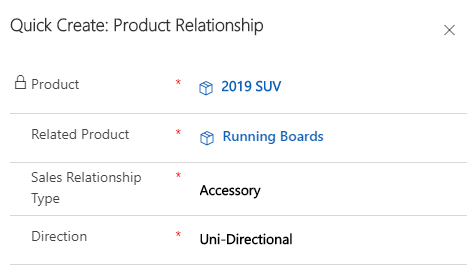 Quick Create: Product Relationship
Product * 2019 SUV
Related Product * Running Boards
Sales Relationship Type * Accessory
Direction * Uni-Directional